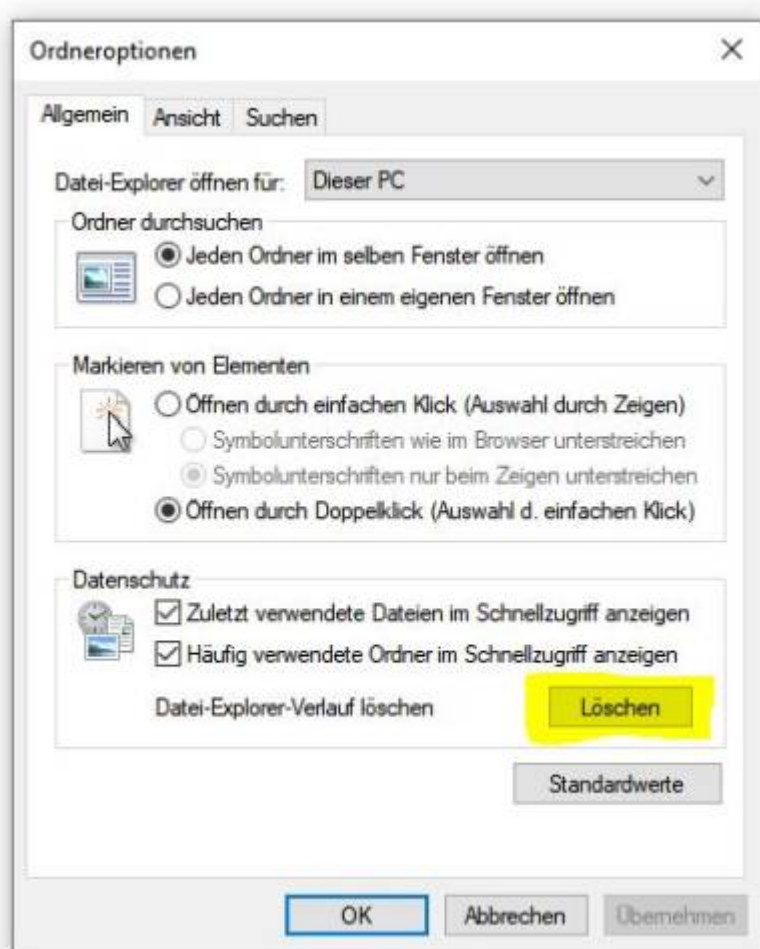 Ordneroptionen
Allgemein Ansicht Suchen
Datei-Explorer öffnen für: Dieser PC
Ordner durchsuchen
Jeden Ordner im selben Fenster öffnen
Jeden Ordner in einem eigenen Fenster öffnen
Markieren von Elementen
Öffnen durch einfachen Klick (Auswahl durch Zeigen)
Symbolunterschriften wie im Browser unterstreichen
Symbolunterschriften nur beim Zeigen unterstreichen
Öffnen durch Doppelklick (Auswahl d. einfachen Klick)
Datenschutz
Zuletzt verwendete Dateien im Schnellzugriff anzeigen
Häufig verwendete Ordner im Schnellzugriff anzeigen
Datei-Explorer-Verlauf löschen Löschen
Standardwerte
OK Abbrechen Übernehmen